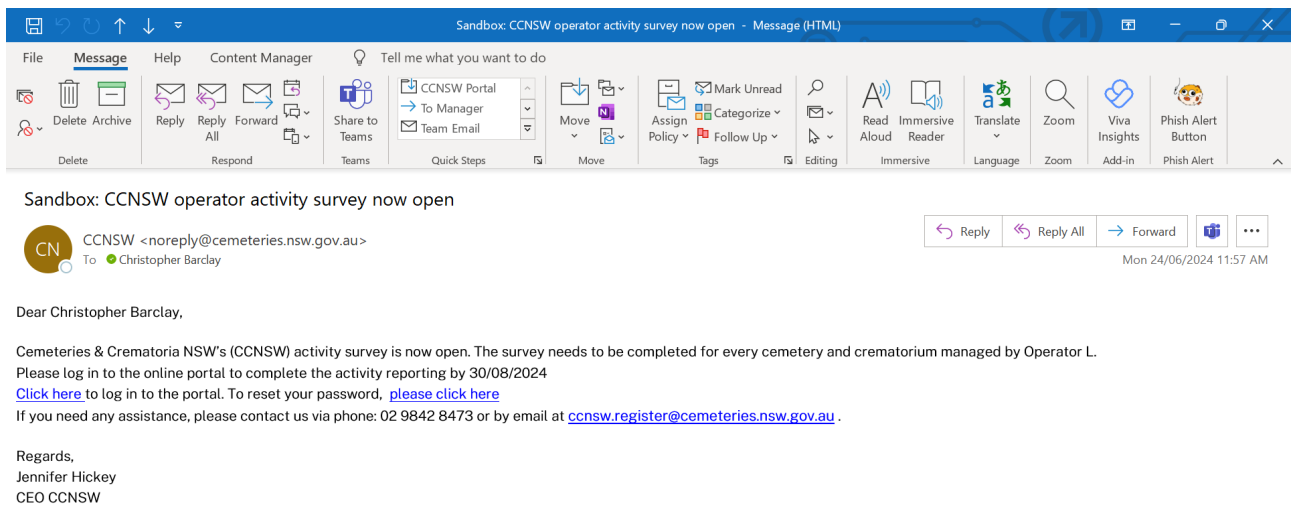 Sandbox: CCNSW operator activity survey now open - Message (HTML)
File Message Help Content Manager Tell me what you want to do
Delete Archive
Reply Reply All Forward
Share to Teams
CCNSW Portal
To Manager
Team Email
Move
Assign Policy
Mark Unread
Categorize
Follow Up
Read Aloud
Immersive Reader
Translate
Zoom
Viva Insights
Phish Alert Button
Delete Respond Teams Quick Steps Move Tags Editing Immersive Language Zoom Add-in Phish Alert
Sandbox: CCNSW operator activity survey now open
CN
CCNSW <noreply@cemeteries.nsw.gov.au>
To Christopher Barclay
Reply Reply All Forward
Mon 24/06/2024 11:57 AM
Dear Christopher Barclay,
Cemeteries & Crematoria NSW's (CCNSW) activity survey is now open. The survey needs to be completed for every cemetery and crematorium managed by Operator L.
Please log in to the online portal to complete the activity reporting by 30/08/2024
Click here to log in to the portal. To reset your password, please click here
If you need any assistance, please contact us via phone: 02 9842 8473 or by email at ccnsw.register@cemeteries.nsw.gov.au .
Regards,
Jennifer Hickey
CEO CCNSW